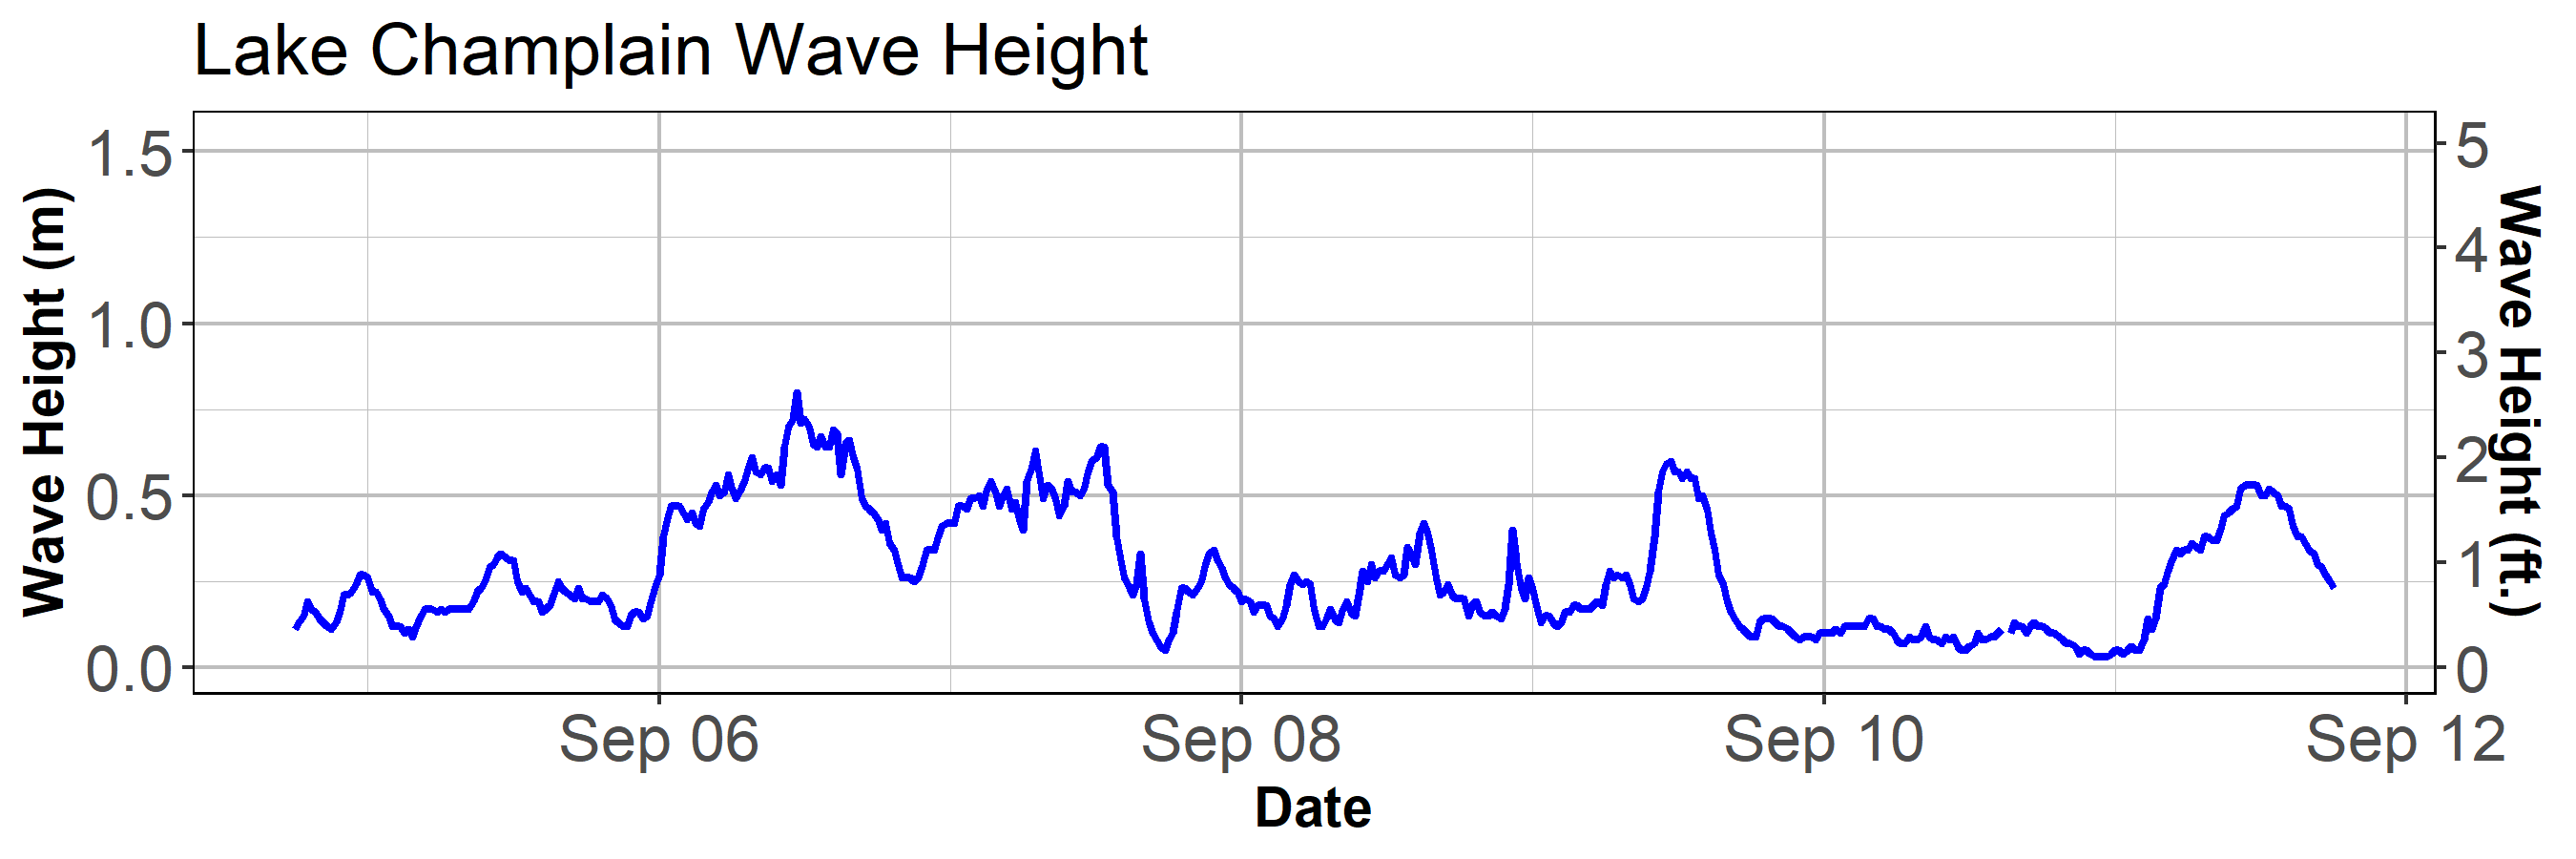 Lake Champlain Wave Height
Wave Height (m)
1.5
1.0
0.5
0.0
5
4
3
2
1
0
Wave Height (ft.)
Sep 06
Sep 08
Sep 10
Sep 12
Date